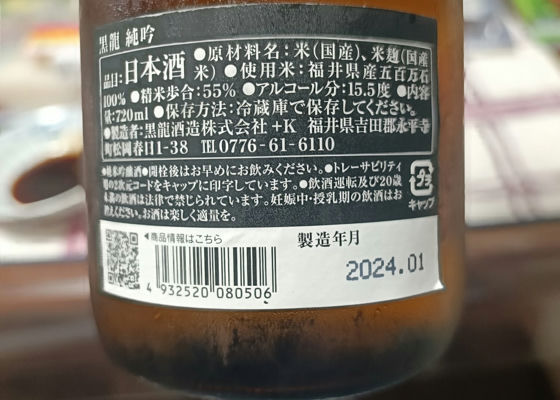 黒龍 純吟
品目:日本酒
●原材料名:米(国産)、米麹(国産
米) ●使用米:福井県産五百万石
100% ●精米歩合:55% ●アルコール分:15.5度 ●内容
量:720ml ●保存方法:冷蔵庫で保存してください。
●製造者:黒龍酒造株式会社 +K 福井県吉田郡永平寺
町松岡春日1-38 TEL0776-61-6110
●純米吟醸酒●開栓後はお早めにお飲みください。●トレーサビリティ
用の2次元コードをキャップに印字しています。●飲酒運転及び20歳
未満の飲酒は法律で禁じられています。妊娠中・授乳期の飲酒はお
控えください。お酒は楽しく適量を。
プラ
キャップ
◀商品情報はこちら
製造年月
2024.01
4 932520 080506